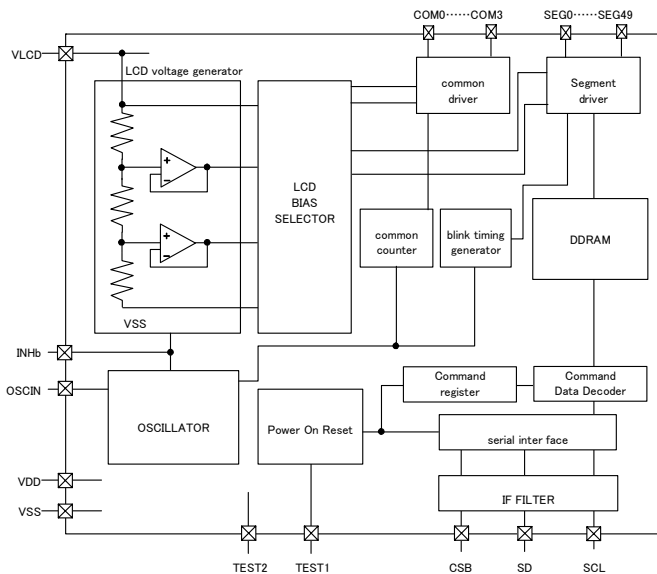 COM0……COM3
SEG0……SEG49
VLCD
LCD voltage generator
common
driver
Segment
driver
+
−
LCD
BIAS
SELECTOR
+
−
common
counter
blink timing
generator
DDRAM
VSS
INHb
OSCIN
OSCILLATOR
Power On Reset
Command
register
Command
Data Decoder
serial inter face
VDD
VSS
IF FILTER
TEST2
TEST1
CSB
SD
SCL